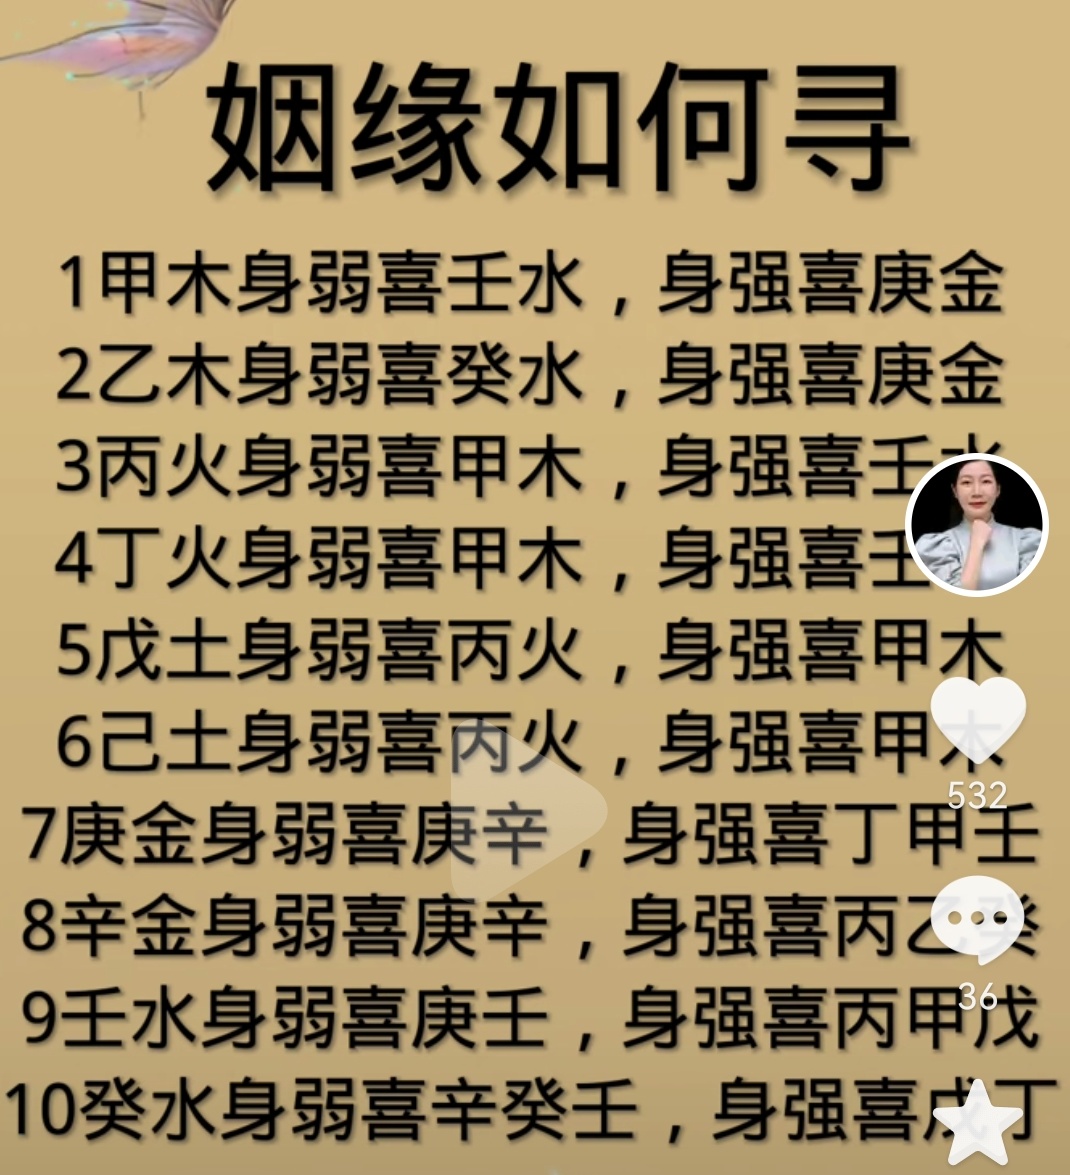 姻缘如何寻
1甲木身弱喜壬水，身强喜庚金
2乙木身弱喜癸水，身强喜庚金
3丙火身弱喜甲木，身强喜壬水
4丁火身弱喜甲木，身强喜壬
5戊土身弱喜丙火，身强喜甲木
6己土身弱喜丙火，身强喜甲木
532
7庚金身弱喜庚辛，身强喜丁甲壬
8辛金身弱喜庚辛，身强喜丙乙癸
36
9壬水身弱喜庚壬，身强喜丙甲戊
10癸水身弱喜辛癸壬，身强喜戊丁